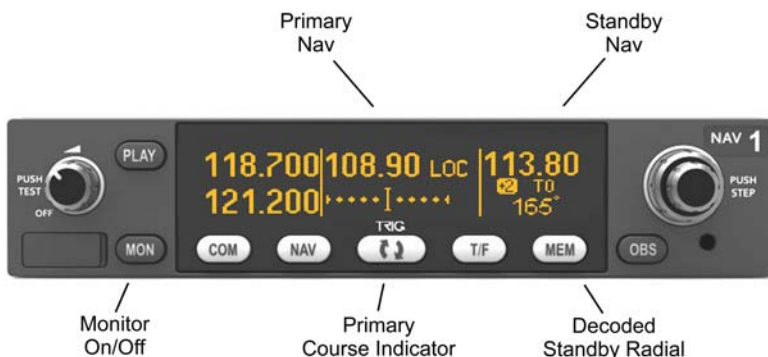 Primary
Nav
Standby
Nav
NAV 1
PLAY
PUSH
TEST
OFF
118.700 108.90 LOC 113.80
+2 TO
121.200 165°
PUSH
STEP
TRIG
MON COM NAV T/F MEM OBS
Monitor
On/Off
Primary
Course Indicator
Decoded
Standby Radial